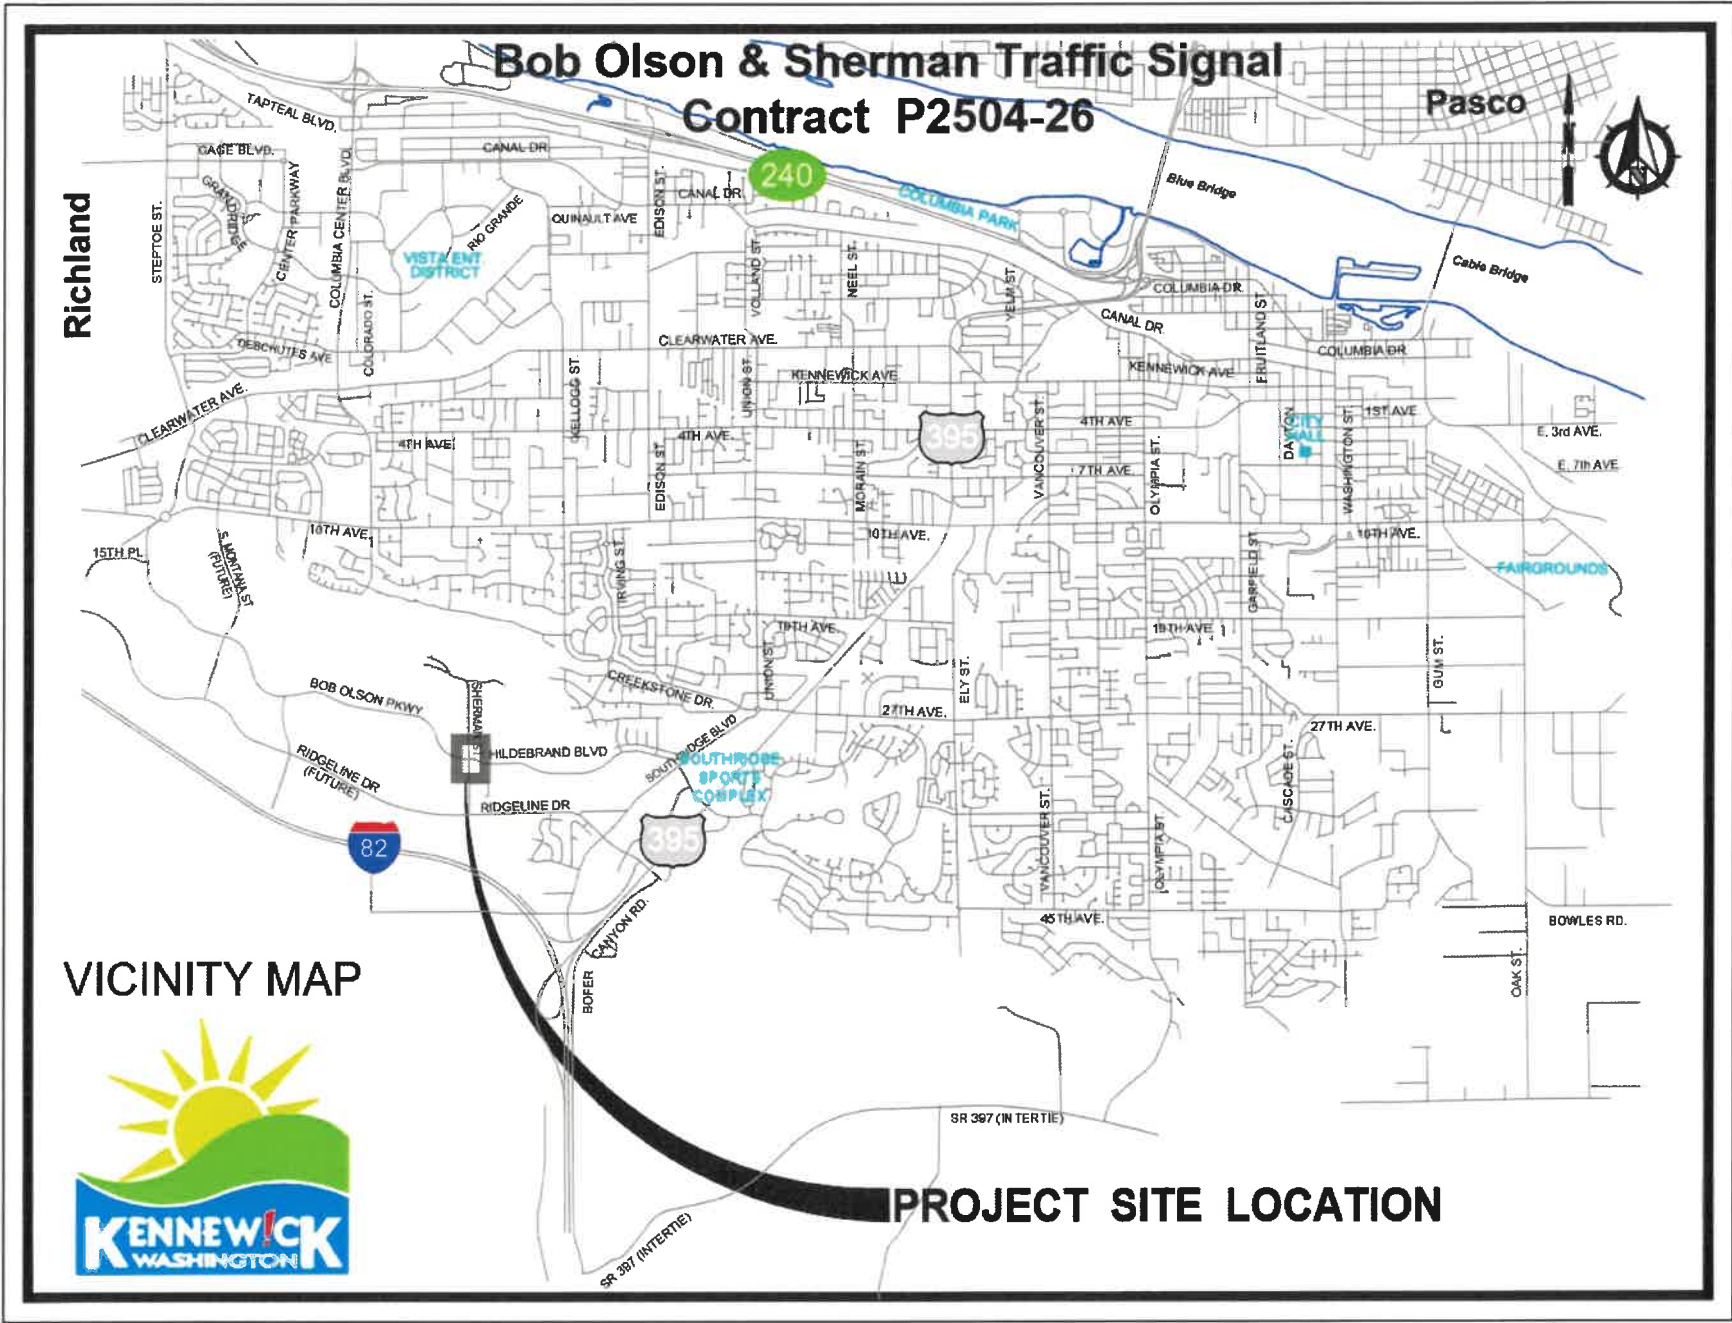 Bob Olson & Sherman Traffic Signal
Contract P2504-26
Pasco
N
N
Richland
TAPTEAL BLVD.
GAGE BLVD.
CANAL DR.
240
CANAL DR.
COLUMBIA PARK
Blue Bridge
STEPTOE ST.
GRANDRIDGE
CENTER PARKWAY
COLUMBIA CENTER BLVD.
RIO GRANDE
QUINAULT AVE
EDISON ST.
VISTA ENT
DISTRICT
VOLLAND ST.
NEEL ST.
YELM ST.
COLUMBIA DR.
Cable Bridge
COLORADO ST.
CANAL DR.
FRUITLAND ST
DESCHUTES AVE
CLEARWATER AVE.
COLUMBIA DR.
KELLOGG ST.
UNION ST.
KENNEWICK AVE
KENNEWICK AVE
CLEARWATER AVE.
4TH AVE.
4TH AVE.
EDISON ST.
MORAIN ST.
395
VANCOUVER ST.
4TH AVE
7TH AVE.
OLYMPIA ST.
DAYTON
CITY
HALL
WASHINGTON ST.
1ST AVE
E. 3rd AVE.
E. 7th AVE
10TH AVE.
10TH AVE.
10TH AVE.
15TH PL.
S. MONTANA ST
(FUTURE)
IRVING ST.
GARFIELD ST
FAIRGROUNDS
19TH AVE.
19TH AVE.
UNION ST.
ELY ST.
GUM ST.
CREEKSTONE DR.
BOB OLSON PKWY
SHERMAN ST.
27TH AVE.
27TH AVE.
HILDEBRAND BLVD
SOUTHRIDGE BLVD
SOUTHRIDGE
SPORTS
COMPLEX
RIDGELINE DR
(FUTURE)
RIDGELINE DR
CASCADE ST.
82
395
VANCOUVER ST.
OLYMPIA ST.
45TH AVE.
BOWLES RD.
CANYON RD.
BOFER
OAK ST.
VICINITY MAP
SR 397 (INTERTIE)
PROJECT SITE LOCATION
SR 397 (INTERTIE)
KENNEW!CK
WASHINGTON